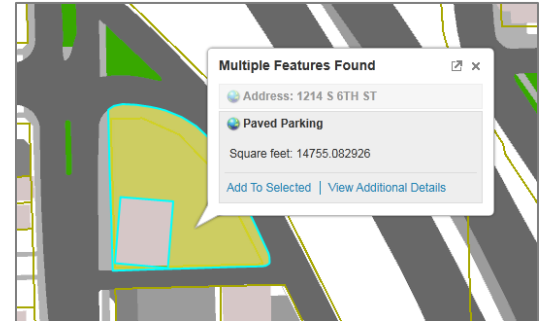 Multiple Features Found
Address: 1214 S 6TH ST
Paved Parking
Square feet: 14755.082926
Add To Selected | View Additional Details